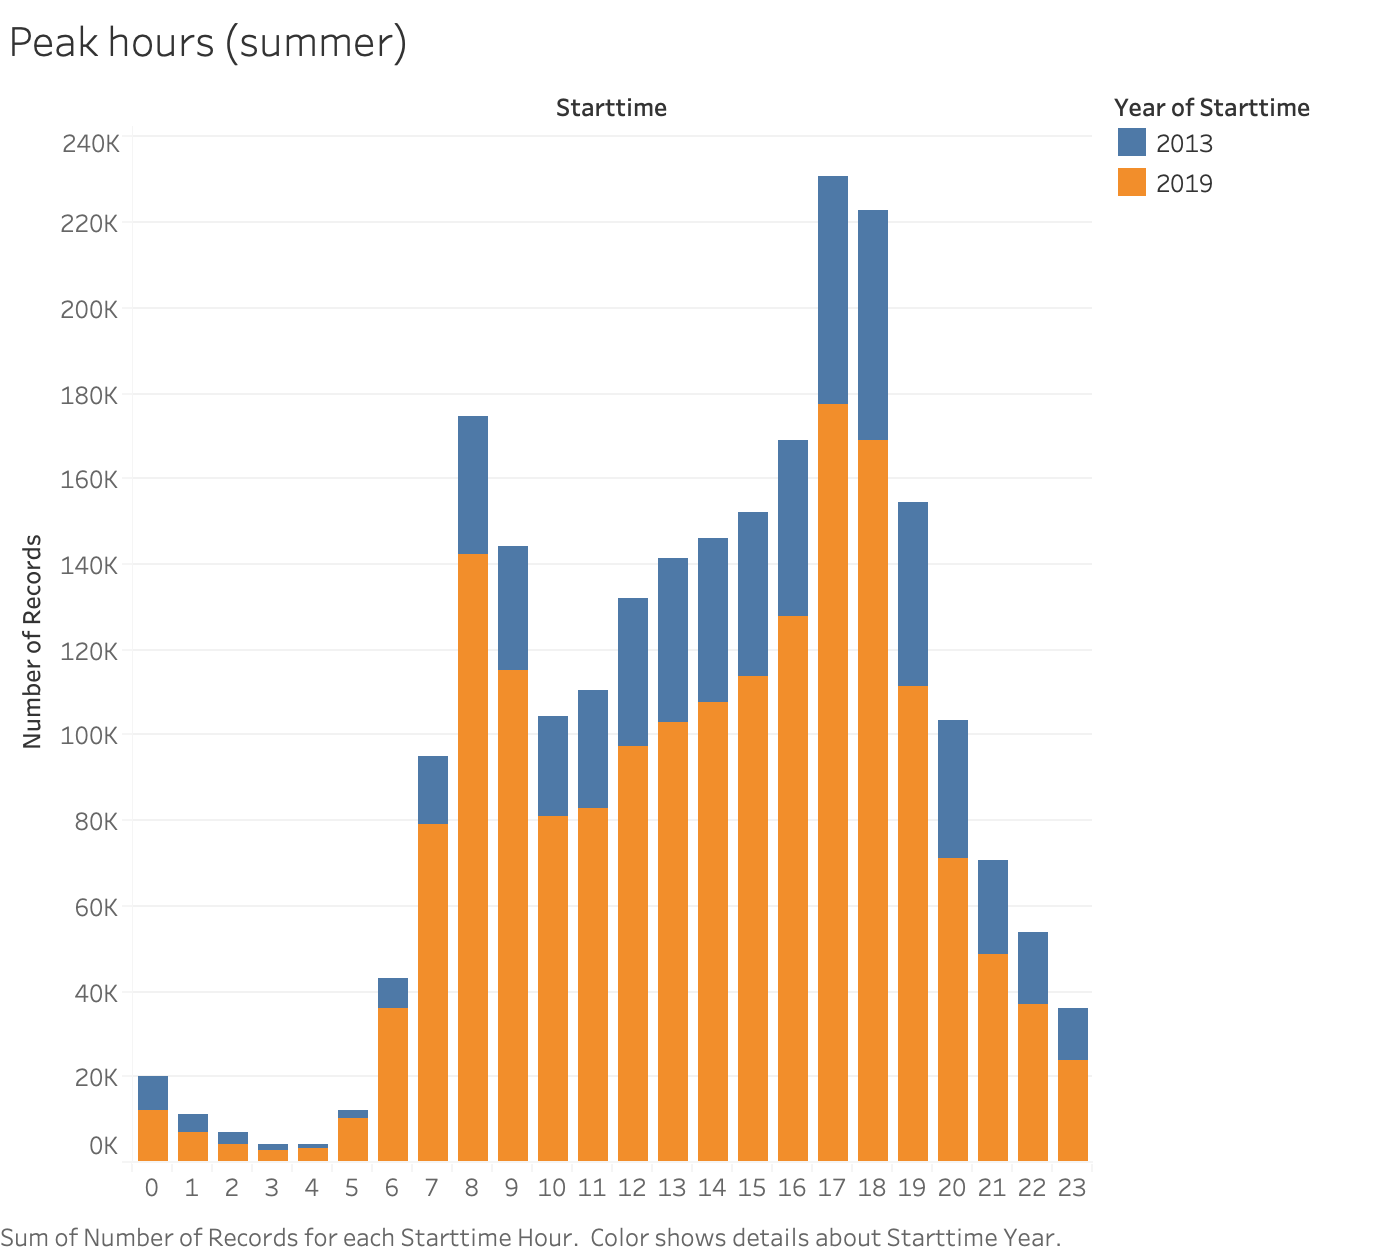 Peak hours (summer)
Starttime
Year of Starttime
2013
2019
Number of Records
240K
220K
200K
180K
160K
140K
120K
100K
80K
60K
40K
20K
0K
0 1 2 3 4 5 6 7 8 9 10 11 12 13 14 15 16 17 18 19 20 21 22 23
Sum of Number of Records for each Starttime Hour.  Color shows details about Starttime Year.